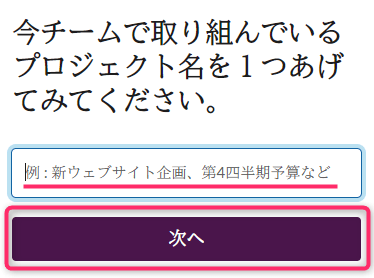 今チームで取り組んでいる
プロジェクト名を１つあげ
てみてください。
例 : 新ウェブサイト企画、第4四半期予算など
次へ